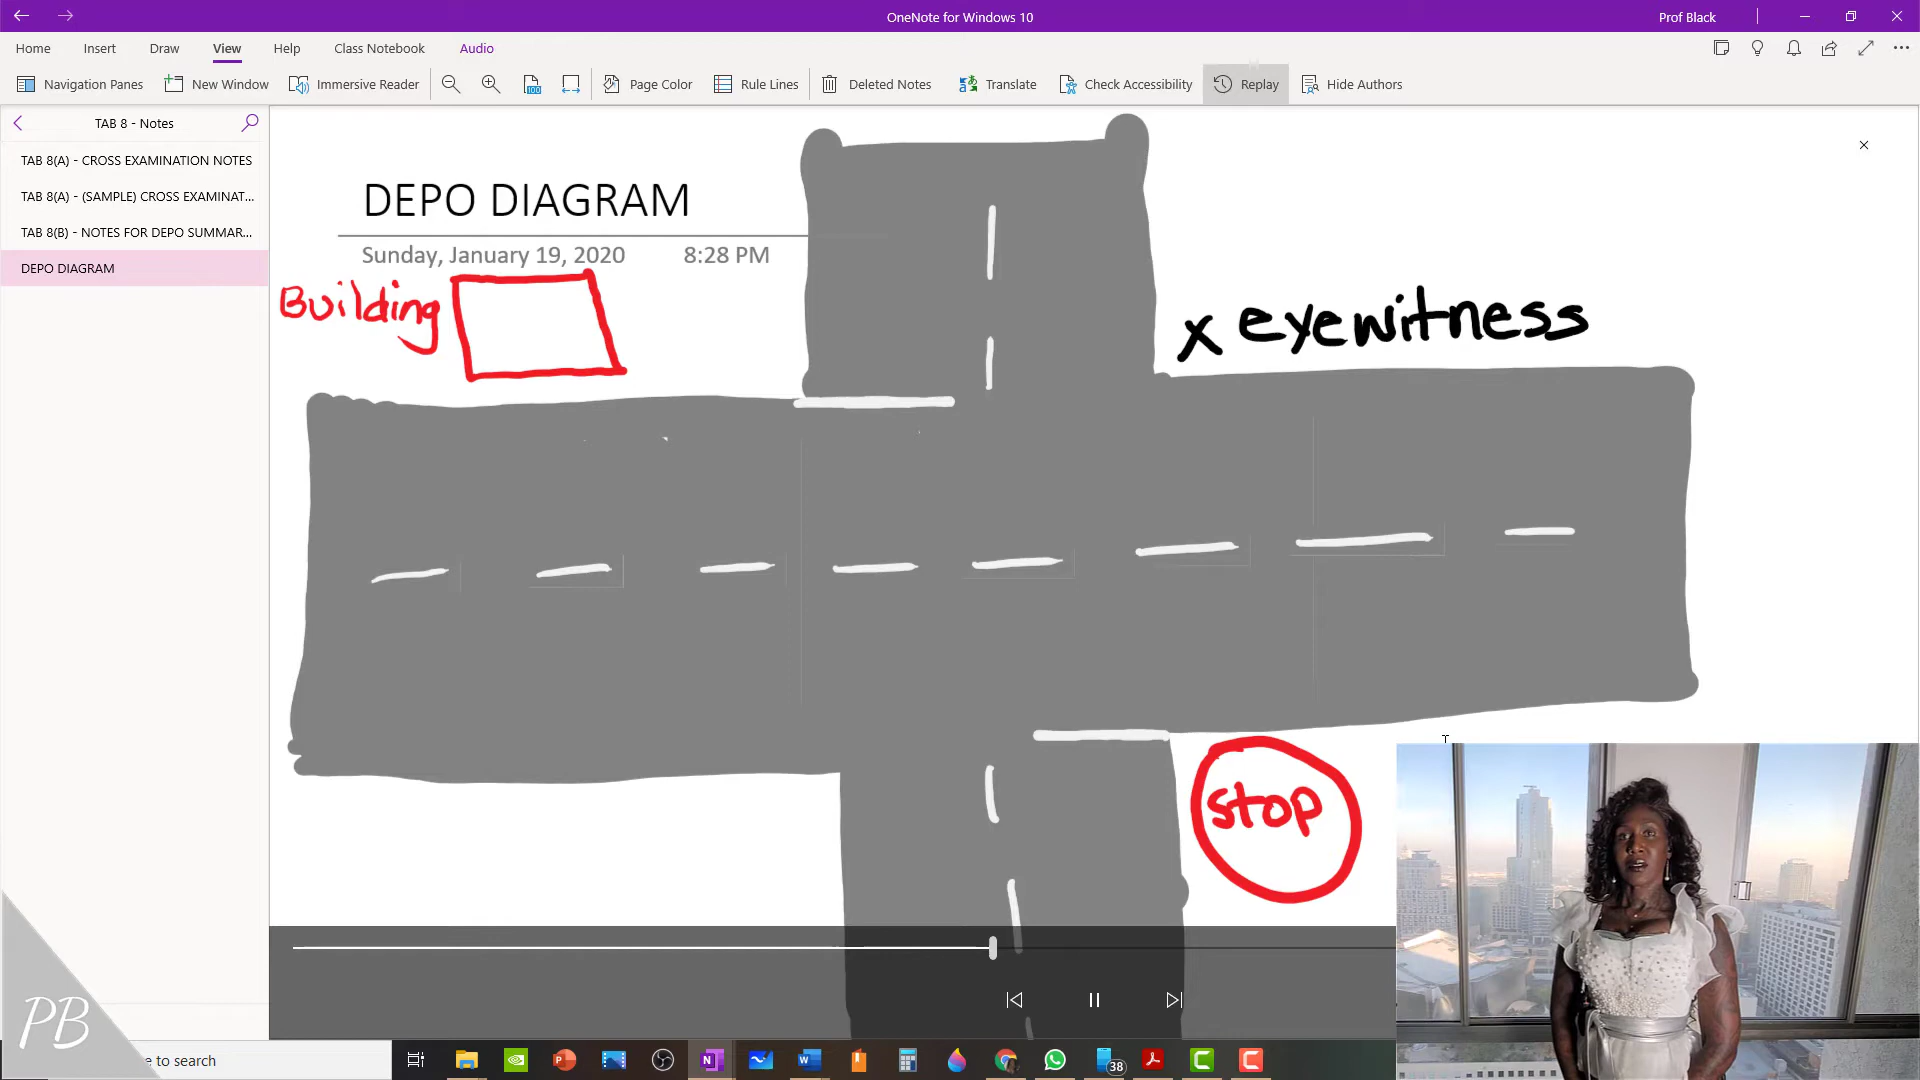 OneNote for Windows 10
Prof Black
Home Insert Draw View Help Class Notebook Audio
Navigation Panes New Window Immersive Reader 100 Page Color Rule Lines Deleted Notes Translate Check Accessibility Replay Hide Authors
TAB 8 - Notes
TAB 8(A) - CROSS EXAMINATION NOTES
TAB 8(A) - (SAMPLE) CROSS EXAMINAT...
TAB 8(B) - NOTES FOR DEPO SUMMAR...
DEPO DIAGRAM
DEPO DIAGRAM
Sunday, January 19, 2020 8:28 PM
Building
x eyewitness
stop
PB
e to search
38